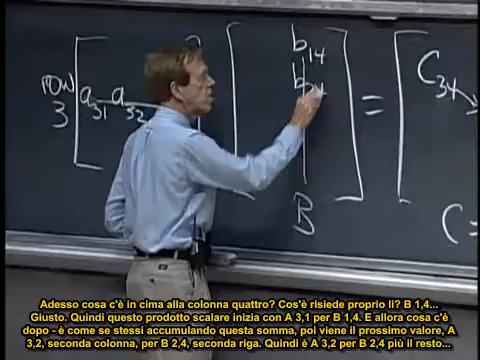 ROW 3
a31 a32
b14
b24
=
C34
B
C=
Adesso cosa c'è in cima alla colonna quattro? Cos'è risiede proprio lì? B 1,4...
Giusto. Quindi questo prodotto scalare inizia con A 3,1 per B 1,4. E allora cosa c'è
dopo - è come se stessi accumulando questa somma, poi viene il prossimo valore, A
3,2, seconda colonna, per B 2,4, seconda riga. Quindi è A 3,2 per B 2,4 più il resto...